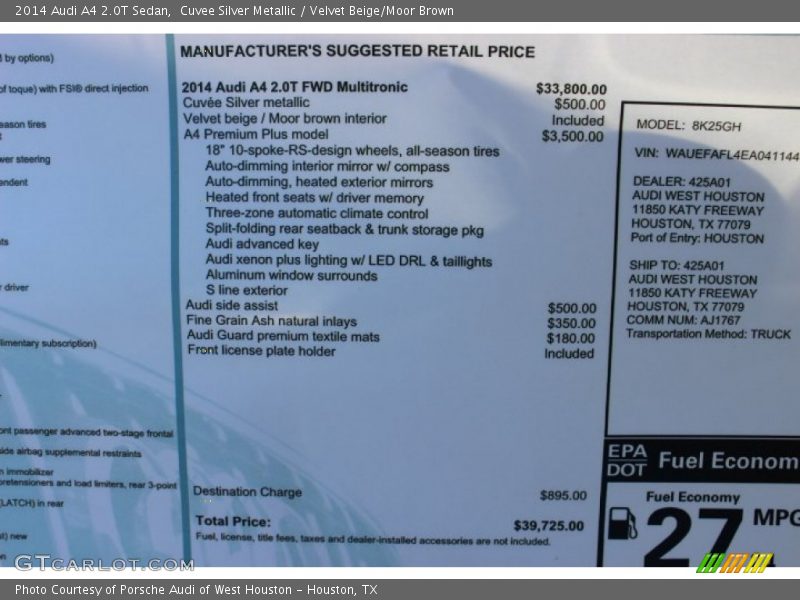 2014 Audi A4 2.0T Sedan, Cuvee Silver Metallic / Velvet Beige/Moor Brown
d by options)
of toque) with FSI® direct injection
eason tires
wer steering
endent
ts
r driver
limentary subscription)
ont passenger advanced two-stage frontal
side airbag supplemental restraints
n immobilizer
pretensioners and load limiters, rear 3-point
(LATCH) in rear
MANUFACTURER'S SUGGESTED RETAIL PRICE
2014 Audi A4 2.0T FWD Multitronic $33,800.00
Cuvée Silver metallic $500.00
Velvet beige / Moor brown interior Included
A4 Premium Plus model $3,500.00
18" 10-spoke-RS-design wheels, all-season tires
Auto-dimming interior mirror w/ compass
Auto-dimming, heated exterior mirrors
Heated front seats w/ driver memory
Three-zone automatic climate control
Split-folding rear seatback & trunk storage pkg
Audi advanced key
Audi xenon plus lighting w/ LED DRL & taillights
Aluminum window surrounds
S line exterior
Audi side assist $500.00
Fine Grain Ash natural inlays $350.00
Audi Guard premium textile mats $180.00
Front license plate holder Included
Destination Charge $895.00
Total Price: $39,725.00
Fuel, license, title fees, taxes and dealer-installed accessories are not included.
MODEL: 8K25GH
VIN: WAUEFAFL4EA041144
DEALER: 425A01
AUDI WEST HOUSTON
11850 KATY FREEWAY
HOUSTON, TX 77079
Port of Entry: HOUSTON
SHIP TO: 425A01
AUDI WEST HOUSTON
11850 KATY FREEWAY
HOUSTON, TX 77079
COMM NUM: AJ1767
Transportation Method: TRUCK
EPA
DOT Fuel Econom
Fuel Economy
27 MPG
GTCARLOT.COM
Photo Courtesy of Porsche Audi of West Houston – Houston, TX